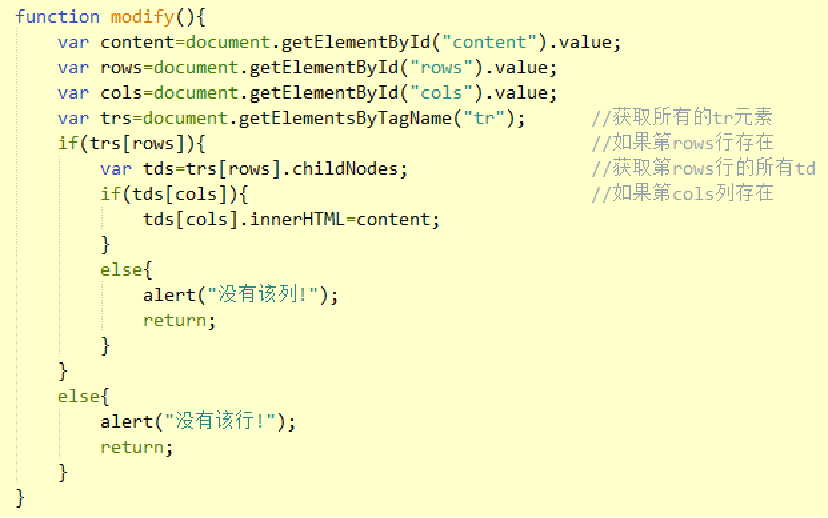 function modify(){
var content=document.getElementById("content").value;
var rows=document.getElementById("rows").value;
var cols=document.getElementById("cols").value;
var trs=document.getElementsByTagName("tr"); //获取所有的tr元素
if(trs[rows]){ //如果第rows行存在
var tds=trs[rows].childNodes; //获取第rows行的所有td
if(tds[cols]){ //如果第cols列存在
tds[cols].innerHTML=content;
}
else{
alert("没有该列!");
return;
}
}
else{
alert("没有该行!");
return;
}
}